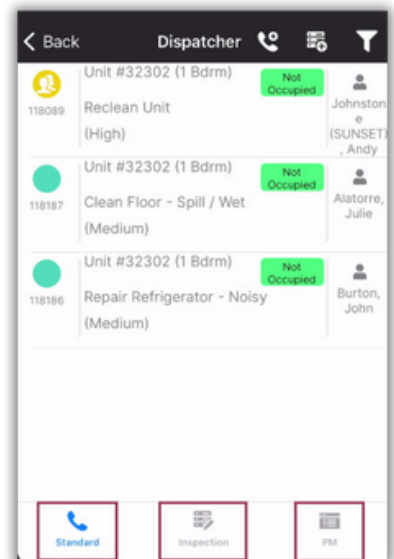 Back Dispatcher
Unit #32302 (1 Bdrm)
Not
Occupied
118089
Reclean Unit
(High)
Johnston
e
(SUNSET)
, Andy
Unit #32302 (1 Bdrm)
Not
Occupied
118187
Clean Floor - Spill / Wet
(Medium)
Alatorre,
Julie
Unit #32302 (1 Bdrm)
Not
Occupied
118186
Repair Refrigerator - Noisy
(Medium)
Burton,
John
Standard Inspection PM